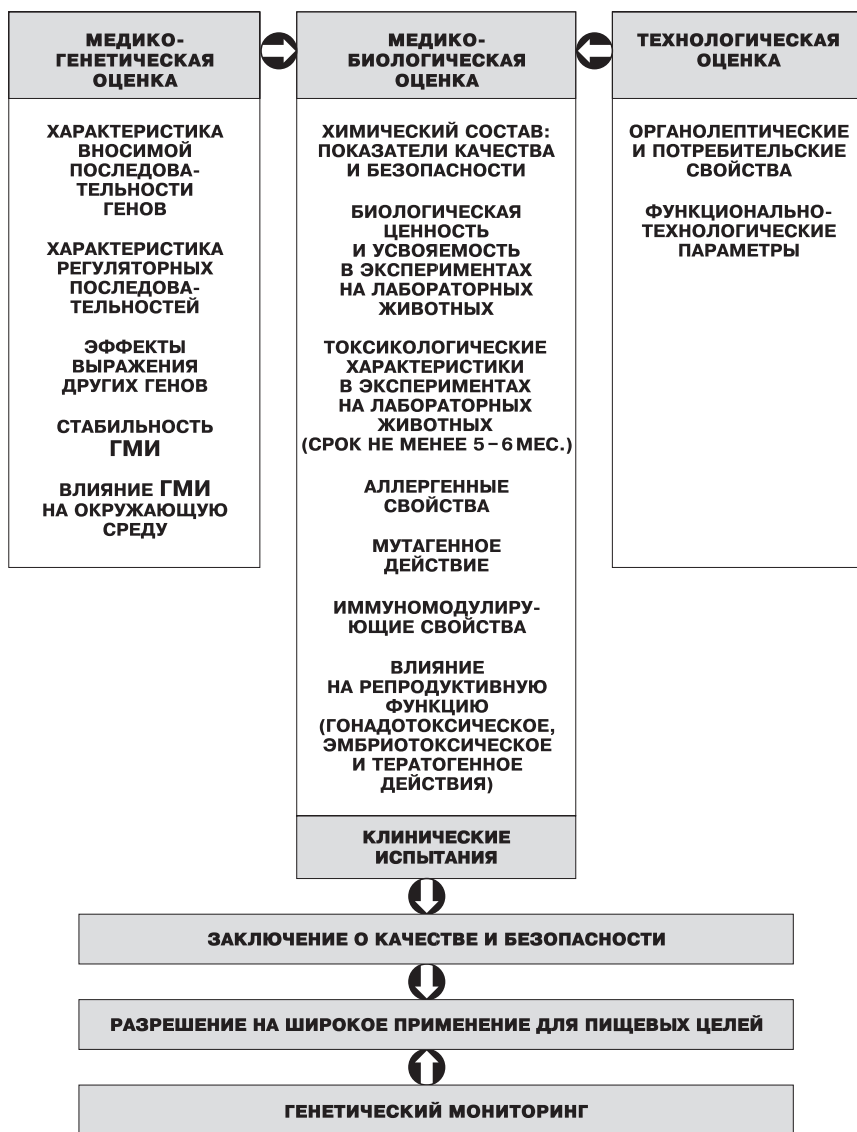 МЕДИКО-
ГЕНЕТИЧЕСКАЯ
ОЦЕНКА
ХАРАКТЕРИСТИКА
ВНОСИМОЙ
ПОСЛЕДОВА-
ТЕЛЬНОСТИ
ГЕНОВ
ХАРАКТЕРИСТИКА
РЕГУЛЯТОРНЫХ
ПОСЛЕДОВА-
ТЕЛЬНОСТЕЙ
ЭФФЕКТЫ
ВЫРАЖЕНИЯ
ДРУГИХ ГЕНОВ
СТАБИЛЬНОСТЬ
ГМИ
ВЛИЯНИЕ ГМИ
НА ОКРУЖАЮЩУЮ
СРЕДУ
МЕДИКО-
БИОЛОГИЧЕСКАЯ
ОЦЕНКА
ХИМИЧЕСКИЙ СОСТАВ:
ПОКАЗАТЕЛИ КАЧЕСТВА
И БЕЗОПАСНОСТИ
БИОЛОГИЧЕСКАЯ
ЦЕННОСТЬ
И УСВОЯЕМОСТЬ
В ЭКСПЕРИМЕНТАХ
НА ЛАБОРАТОРНЫХ
ЖИВОТНЫХ
ТОКСИКОЛОГИЧЕСКИЕ
ХАРАКТЕРИСТИКИ
В ЭКСПЕРИМЕНТАХ
НА ЛАБОРАТОРНЫХ
ЖИВОТНЫХ
(СРОК НЕ МЕНЕЕ 5–6 МЕС.)
АЛЛЕРГЕННЫЕ
СВОЙСТВА
МУТАГЕННОЕ
ДЕЙСТВИЕ
ИММУНОМОДУЛИРУ-
ЮЩИЕ СВОЙСТВА
ВЛИЯНИЕ
НА РЕПРОДУКТИВНУЮ
ФУНКЦИЮ
(ГОНАДОТОКСИЧЕСКОЕ,
ЭМБРИОТОКСИЧЕСКОЕ
И ТЕРАТОГЕННОЕ
ДЕЙСТВИЯ)
КЛИНИЧЕСКИЕ
ИСПЫТАНИЯ
ТЕХНОЛОГИЧЕСКАЯ
ОЦЕНКА
ОРГАНОЛЕПТИЧЕСКИЕ
И ПОТРЕБИТЕЛЬСКИЕ
СВОЙСТВА
ФУНКЦИОНАЛЬНО-
ТЕХНОЛОГИЧЕСКИЕ
ПАРАМЕТРЫ
ЗАКЛЮЧЕНИЕ О КАЧЕСТВЕ И БЕЗОПАСНОСТИ
РАЗРЕШЕНИЕ НА ШИРОКОЕ ПРИМЕНЕНИЕ ДЛЯ ПИЩЕВЫХ ЦЕЛЕЙ
ГЕНЕТИЧЕСКИЙ МОНИТОРИНГ